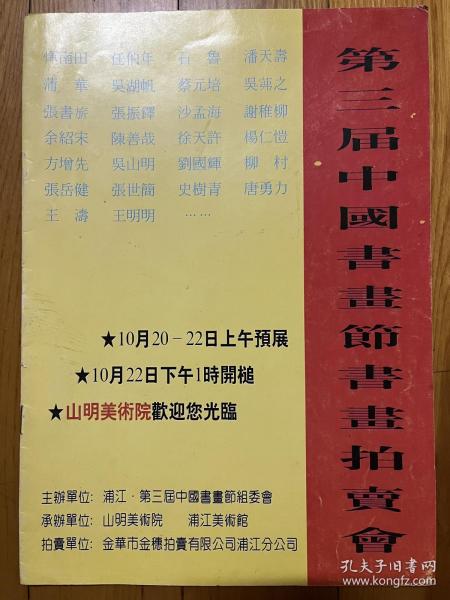 第三届中國書畫節書畫拍賣會
惲南田 任伯年 石魯 潘天壽
蒲華 吳湖帆 蔡元培 吳茀之
張書旂 張振鐸 沙孟海 謝稚柳
余紹宋 陳善哉 徐天許 楊仁愷
方增先 吳山明 劉國輝 柳村
張岳健 張世簡 史樹青 唐勇力
王濤 王明明 ……
★10月20－22日上午預展
★10月22日下午1時開槌
★山明美術院歡迎您光臨
主辦單位: 浦江·第三届中國書畫節組委會
承辦單位: 山明美術院 浦江美術館
拍賣單位: 金華市金穗拍賣有限公司浦江分公司
孔夫子旧书网
www.kongfz.com